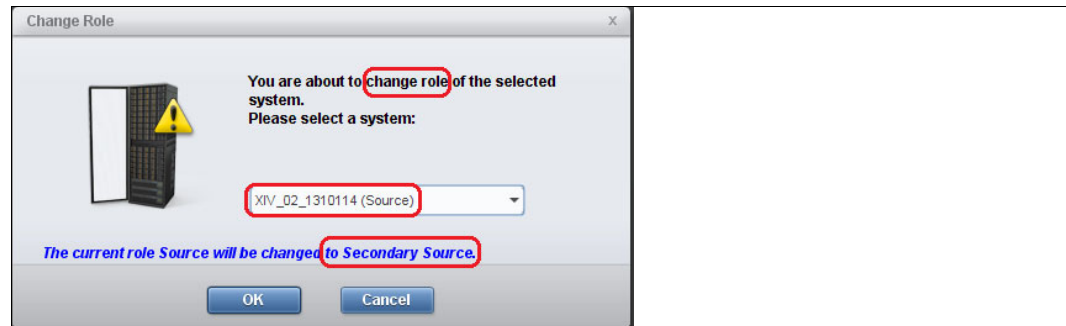 Change Role
x
You are about to change role of the selected
system.
Please select a system:
XIV_02_1310114 (Source)
The current role Source will be changed to Secondary Source.
OK
Cancel